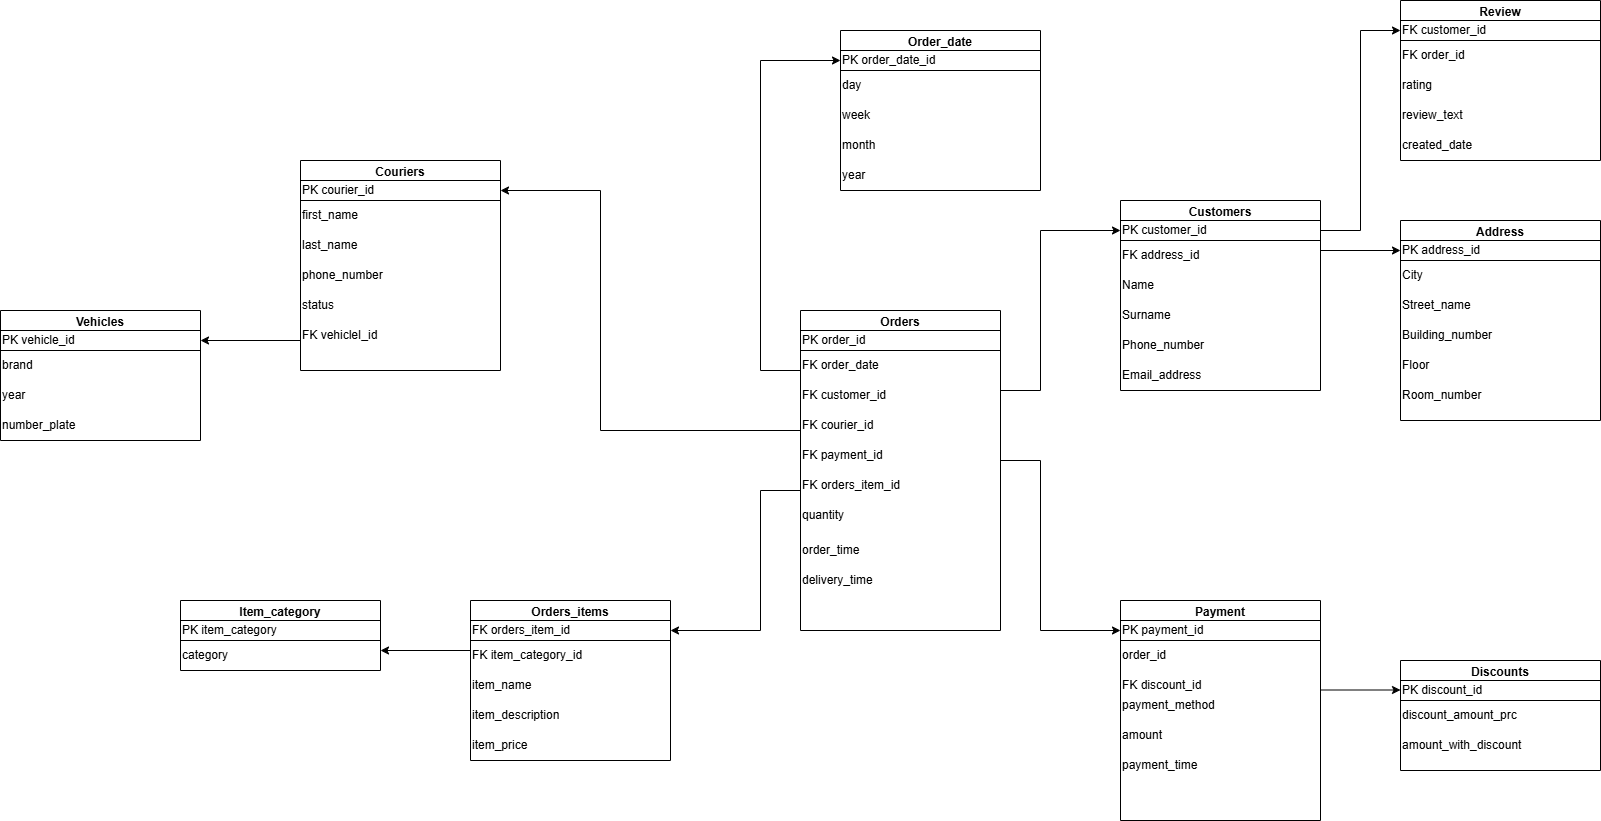 Review
FK customer_id
FK order_id
rating
review_text
created_date
Order_date
PK order_date_id
day
week
month
year
Couriers
PK courier_id
first_name
last_name
phone_number
status
FK vehiclel_id
Customers
PK customer_id
FK address_id
Name
Surname
Phone_number
Email_address
Address
PK address_id
City
Street_name
Building_number
Floor
Room_number
Vehicles
PK vehicle_id
brand
year
number_plate
Orders
PK order_id
FK order_date
FK customer_id
FK courier_id
FK payment_id
FK orders_item_id
quantity
order_time
delivery_time
Item_category
PK item_category
category
Orders_items
FK orders_item_id
FK item_category_id
item_name
item_description
item_price
Payment
PK payment_id
order_id
FK discount_id
payment_method
amount
payment_time
Discounts
PK discount_id
discount_amount_prc
amount_with_discount